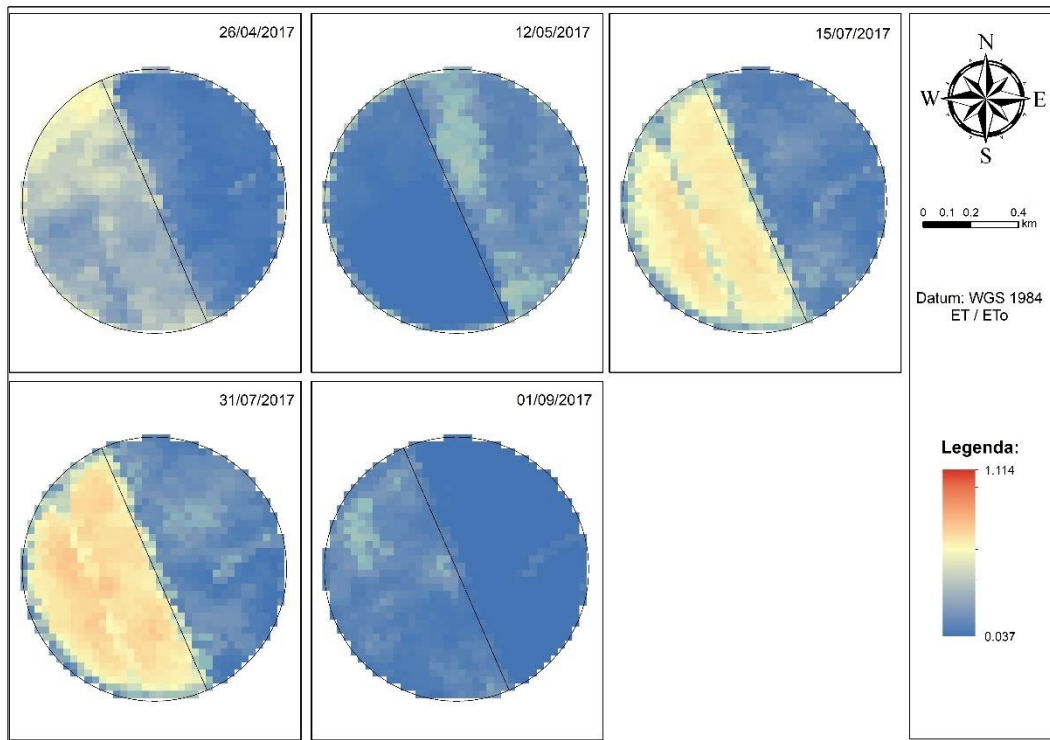 26/04/2017
12/05/2017
15/07/2017
N
W
E
S
0 0.1 0.2 0.4
km
Datum: WGS 1984
ET / ETo
31/07/2017
01/09/2017
Legenda:
1.114
0.037